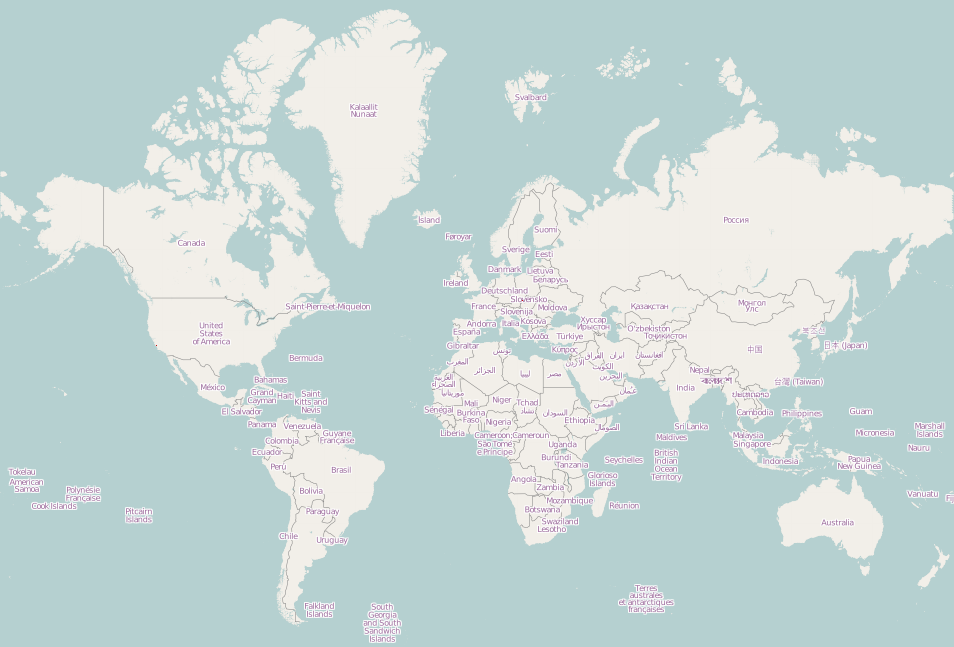 Svalbard
Kalaallit
Nunaat
Island
Føroyar
Suomi
Россия
Canada
Sverige
Eesti
Danmark
Lietuva
Беларусь
Ireland
Deutschland
Slovensko
France
Slovenija
Moldova
Saint-Pierre-et-Miquelon
Қазақстан
Монгол
Улс
United
States
of America
Andorra
Italia
Kosova
España
Ελλάδα
Türkiye
Хуссар
Ирыстон
O'zbekiston
Тоҷикистон
中国
日本 (Japan)
Gibraltar
Κύπρος
تونس
المغرب
الجزائر
ليبيا
مصر
الأردن
العراق
ایران
افغانستان
الكويت
البحرين
عُمان
اليمن
Bermuda
México
Bahamas
Grand
Cayman
Haiti
Saint
Kitts and
Nevis
El Salvador
Panama
Venezuela
Guyane
Française
Colombia
Ecuador
Perú
Brasil
Bolivia
Paraguay
Chile
Uruguay
Falkland
Islands
South
Georgia
and South
Sandwich
Islands
موريتانيا
Mali
Niger
Tchad
تشاد
السودان
Sénégal
Burkina
Faso
Nigeria
Ethiopia
الصومال
Liberia
Cameroon;Cameroun
São Tomé
e Príncipe
Uganda
Burundi
Tanzania
Seychelles
Angola
Zambia
Glorioso
Islands
Mozambique
Botswana
Réunion
Swaziland
Lesotho
Nepal
India
Sri Lanka
Maldives
British
Indian
Ocean
Territory
台灣 (Taiwan)
Cambodia
Philippines
Malaysia
Singapore
Indonesia
Guam
Micronesia
Marshall
Islands
Nauru
Papua
New Guinea
Vanuatu
Australia
Tokelau
American
Samoa
Cook Islands
Polynésie
Française
Pitcairn
Islands
Terres
australes
et antarctiques
françaises